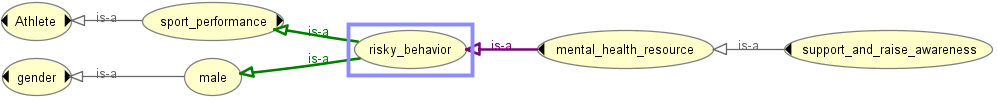 Athlete
is-a
sport_performance
is-a
risky_behavior
is-a
mental_health_resource
is-a
support_and_raise_awareness
is-a
gender
is-a
male